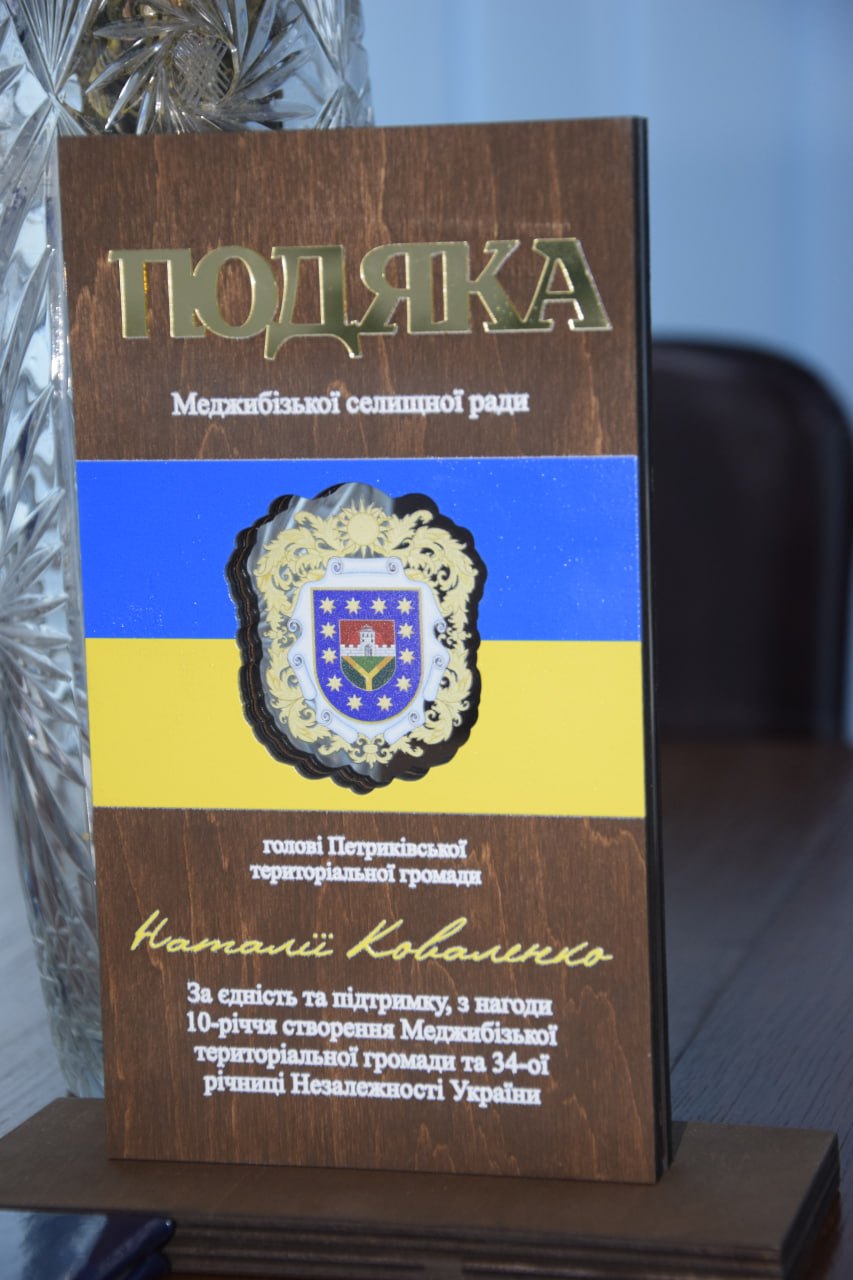 ПОДЯКА
Меджибізької селищної ради
голові Петриківської
територіальної громади
Наталії Коваленко
За єдність та підтримку, з нагоди
10-річчя створення Меджибізької
територіальної громади та 34-ої
річниці Незалежності України